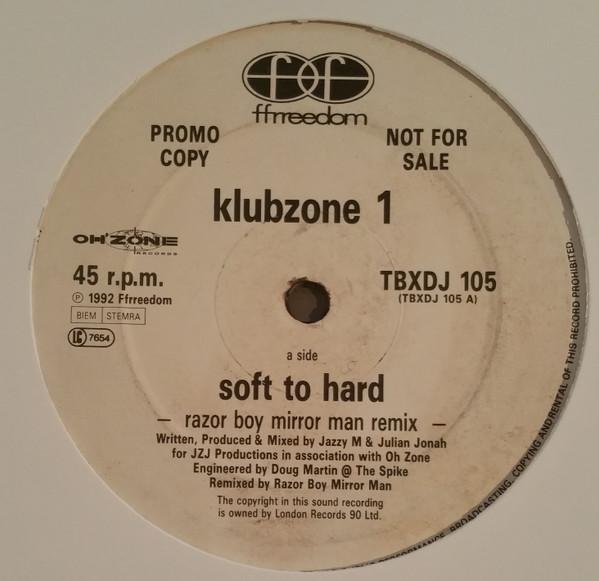 ff
ffrreedom
PROMO COPY
NOT FOR SALE
klubzone 1
OH'ZONE
RECORDS
45 r.p.m.
℗ 1992 Ffrreedom
BIEM STEMRA
LC 7654
TBXDJ 105
(TBXDJ 105 A)
a side
soft to hard
– razor boy mirror man remix –
Written, Produced & Mixed by Jazzy M & Julian Jonah
for JZJ Productions in association with Oh Zone
Engineered by Doug Martin @ The Spike
Remixed by Razor Boy Mirror Man
The copyright in this sound recording
is owned by London Records 90 Ltd.
PERFORMANCE, BROADCASTING, COPYING AND RENTAL OF THIS RECORD PROHIBITED.